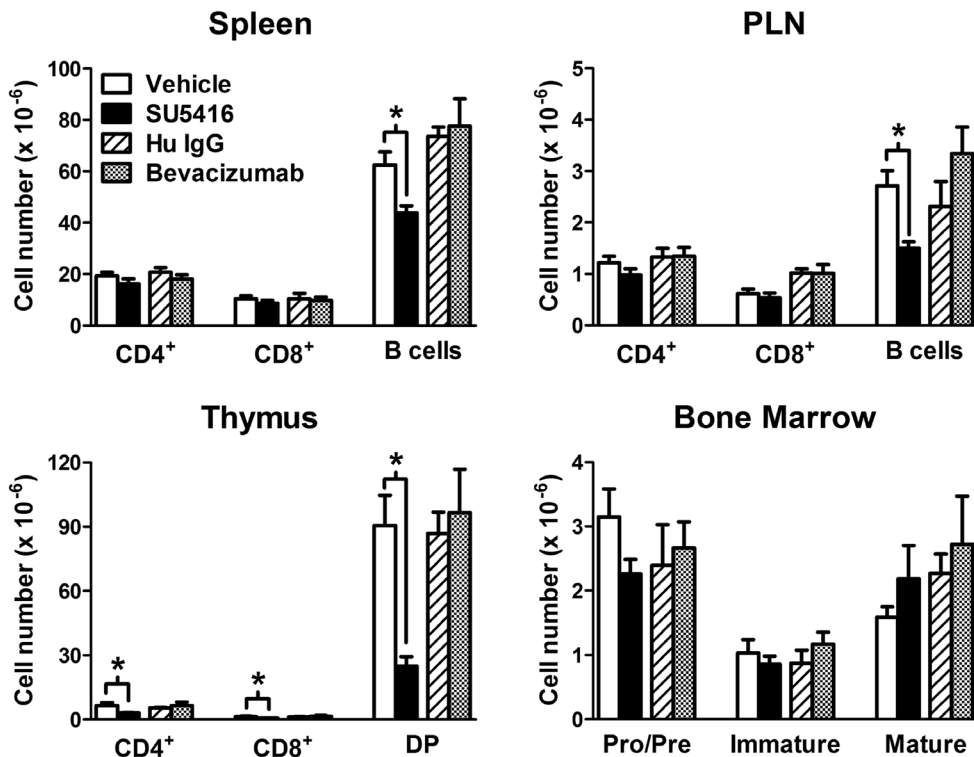 Spleen
Cell number (x 10⁻⁶)
100
80
60
40
20
0
Vehicle
SU5416
Hu IgG
Bevacizumab
*
CD4⁺ CD8⁺ B cells
PLN
Cell number (x 10⁻⁶)
5
4
3
2
1
0
*
CD4⁺ CD8⁺ B cells
Thymus
Cell number (x 10⁻⁶)
120
90
60
30
0
* * *
CD4⁺ CD8⁺ DP
Bone Marrow
Cell number (x 10⁻⁶)
4
3
2
1
0
Pro/Pre Immature Mature